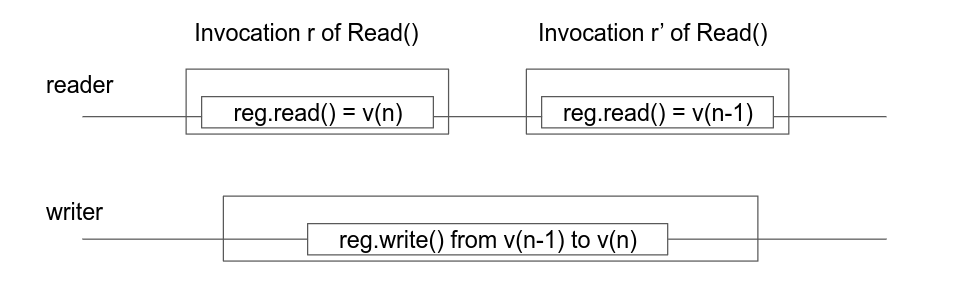 Invocation r of Read()
Invocation r’ of Read()
reader
reg.read() = v(n)
reg.read() = v(n-1)
writer
reg.write() from v(n-1) to v(n)